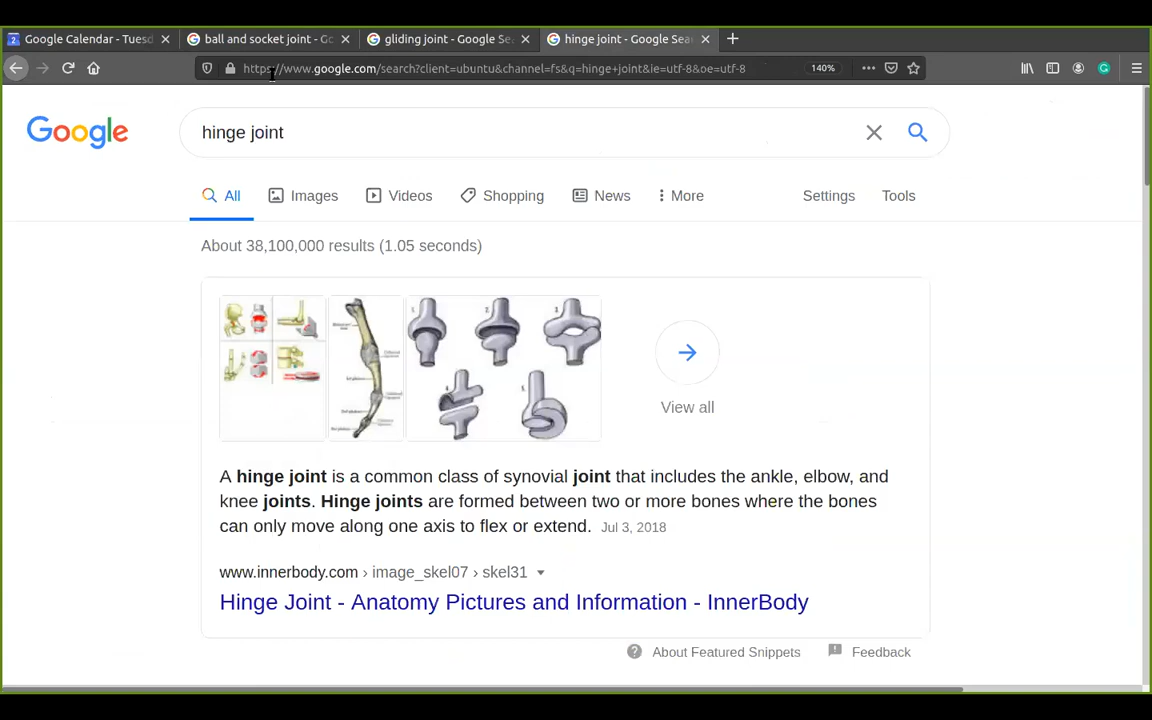 Google Calendar - Tuesd
ball and socket joint - Go
gliding joint - Google Sea
hinge joint - Google Sea
https://www.google.com/search?client=ubuntu&channel=fs&q=hinge+joint&ie=utf-8&oe=utf-8
140%
Google
hinge joint
All
Images
Videos
Shopping
News
More
Settings
Tools
About 38,100,000 results (1.05 seconds)
View all
A hinge joint is a common class of synovial joint that includes the ankle, elbow, and
knee joints. Hinge joints are formed between two or more bones where the bones
can only move along one axis to flex or extend. Jul 3, 2018
www.innerbody.com › image_skel07 › skel31
Hinge Joint - Anatomy Pictures and Information - InnerBody
About Featured Snippets
Feedback